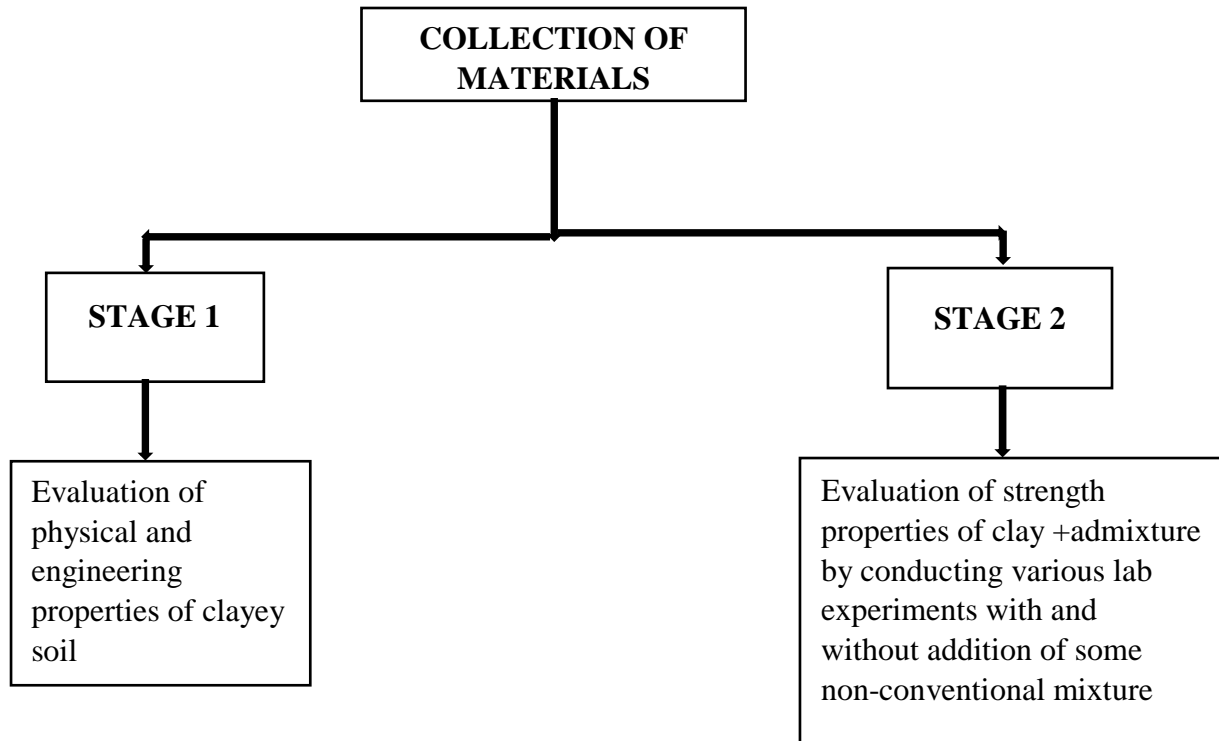 COLLECTION OF
MATERIALS
STAGE 1
STAGE 2
Evaluation of
physical and
engineering
properties of clayey
soil
Evaluation of strength
properties of clay +admixture
by conducting various lab
experiments with and
without addition of some
non-conventional mixture